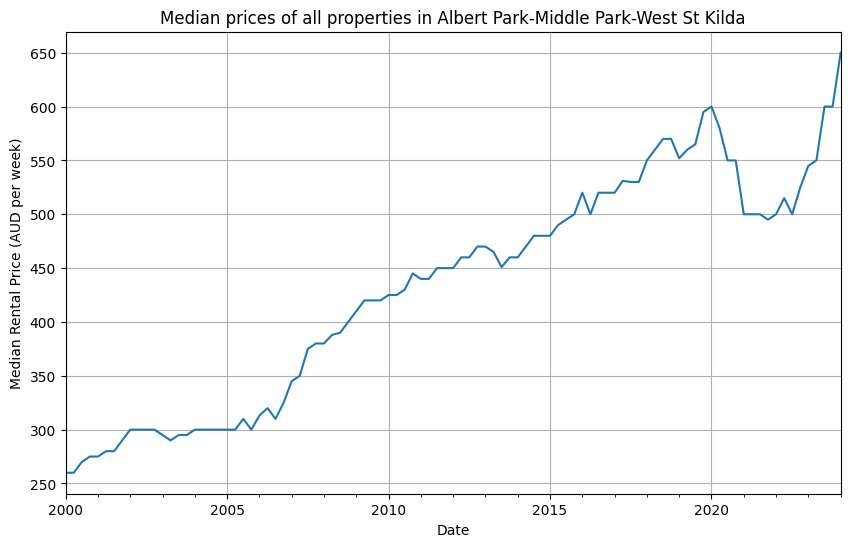 Median prices of all properties in Albert Park-Middle Park-West St Kilda
Median Rental Price (AUD per week)
650
600
550
500
450
400
350
300
250
2000 2005 2010 2015 2020
Date